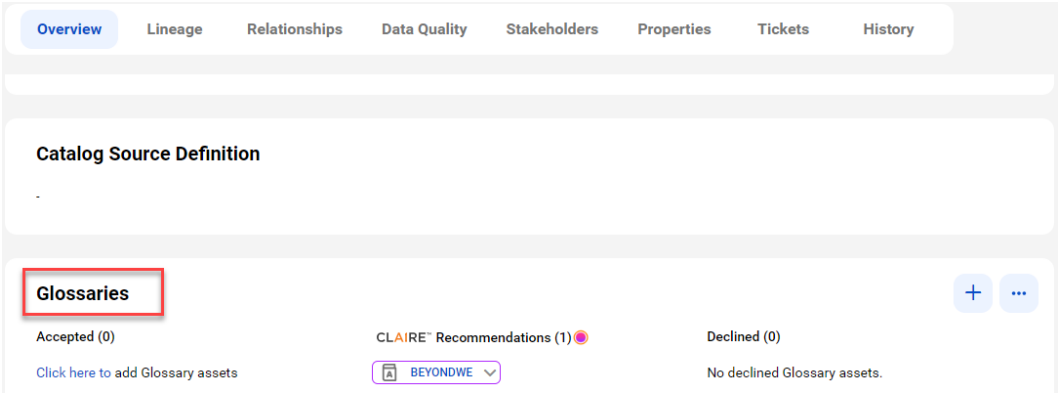 Overview Lineage Relationships Data Quality Stakeholders Properties Tickets History
Catalog Source Definition
-
Glossaries
Accepted (0) CLAIRE™ Recommendations (1) Declined (0)
Click here to add Glossary assets BEYONDWE No declined Glossary assets.